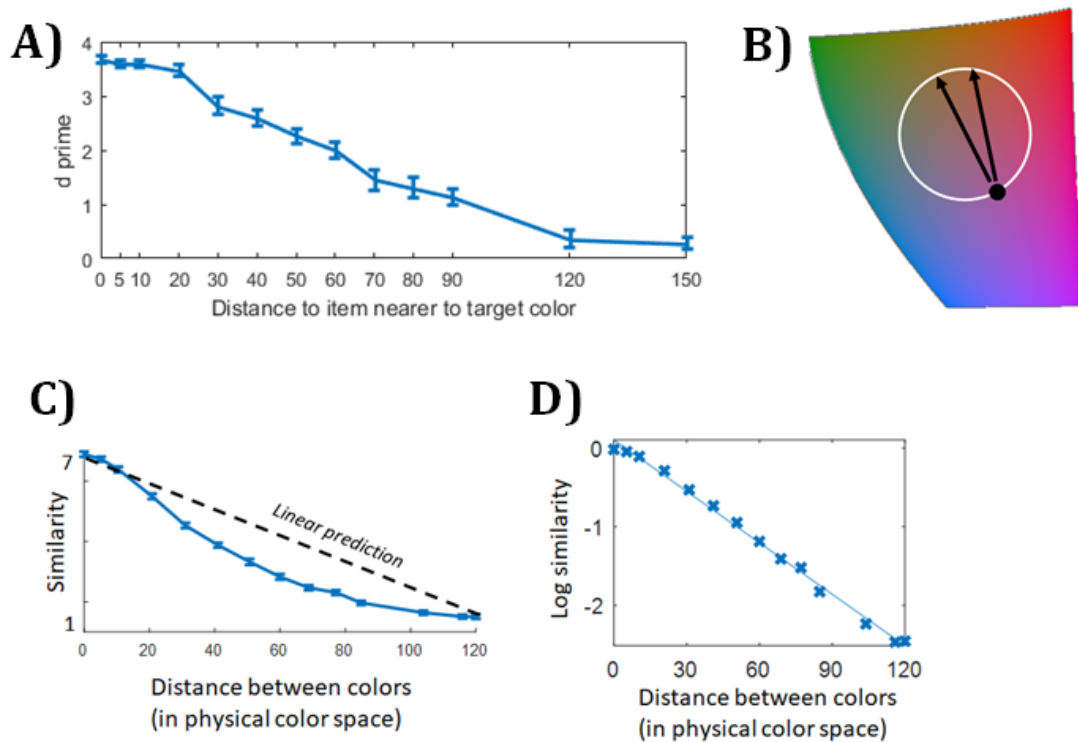 A)
4
3
2
1
0
d prime
0 5 10 20 30 40 50 60 70 80 90 120 150
Distance to item nearer to target color
B)
C)
7
1
Similarity
Linear prediction
0 20 40 60 80 100 120
Distance between colors
(in physical color space)
D)
0
-1
-2
Log similarity
0 30 60 90 120
Distance between colors
(in physical color space)